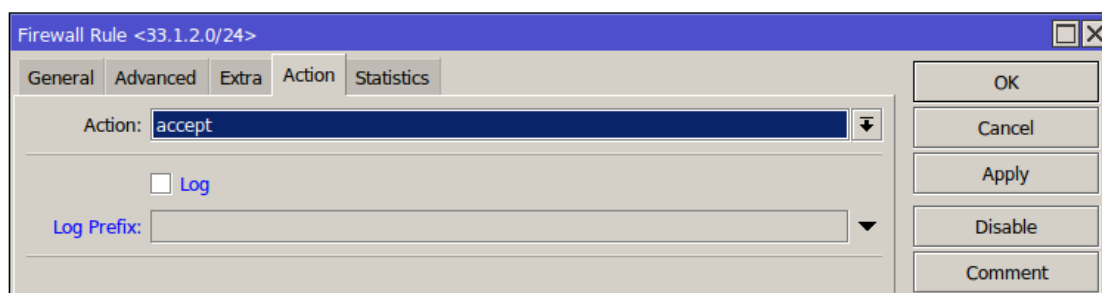 Firewall Rule <33.1.2.0/24>
General Advanced Extra Action Statistics
OK
Action: accept
Cancel
Log
Apply
Log Prefix:
Disable
Comment